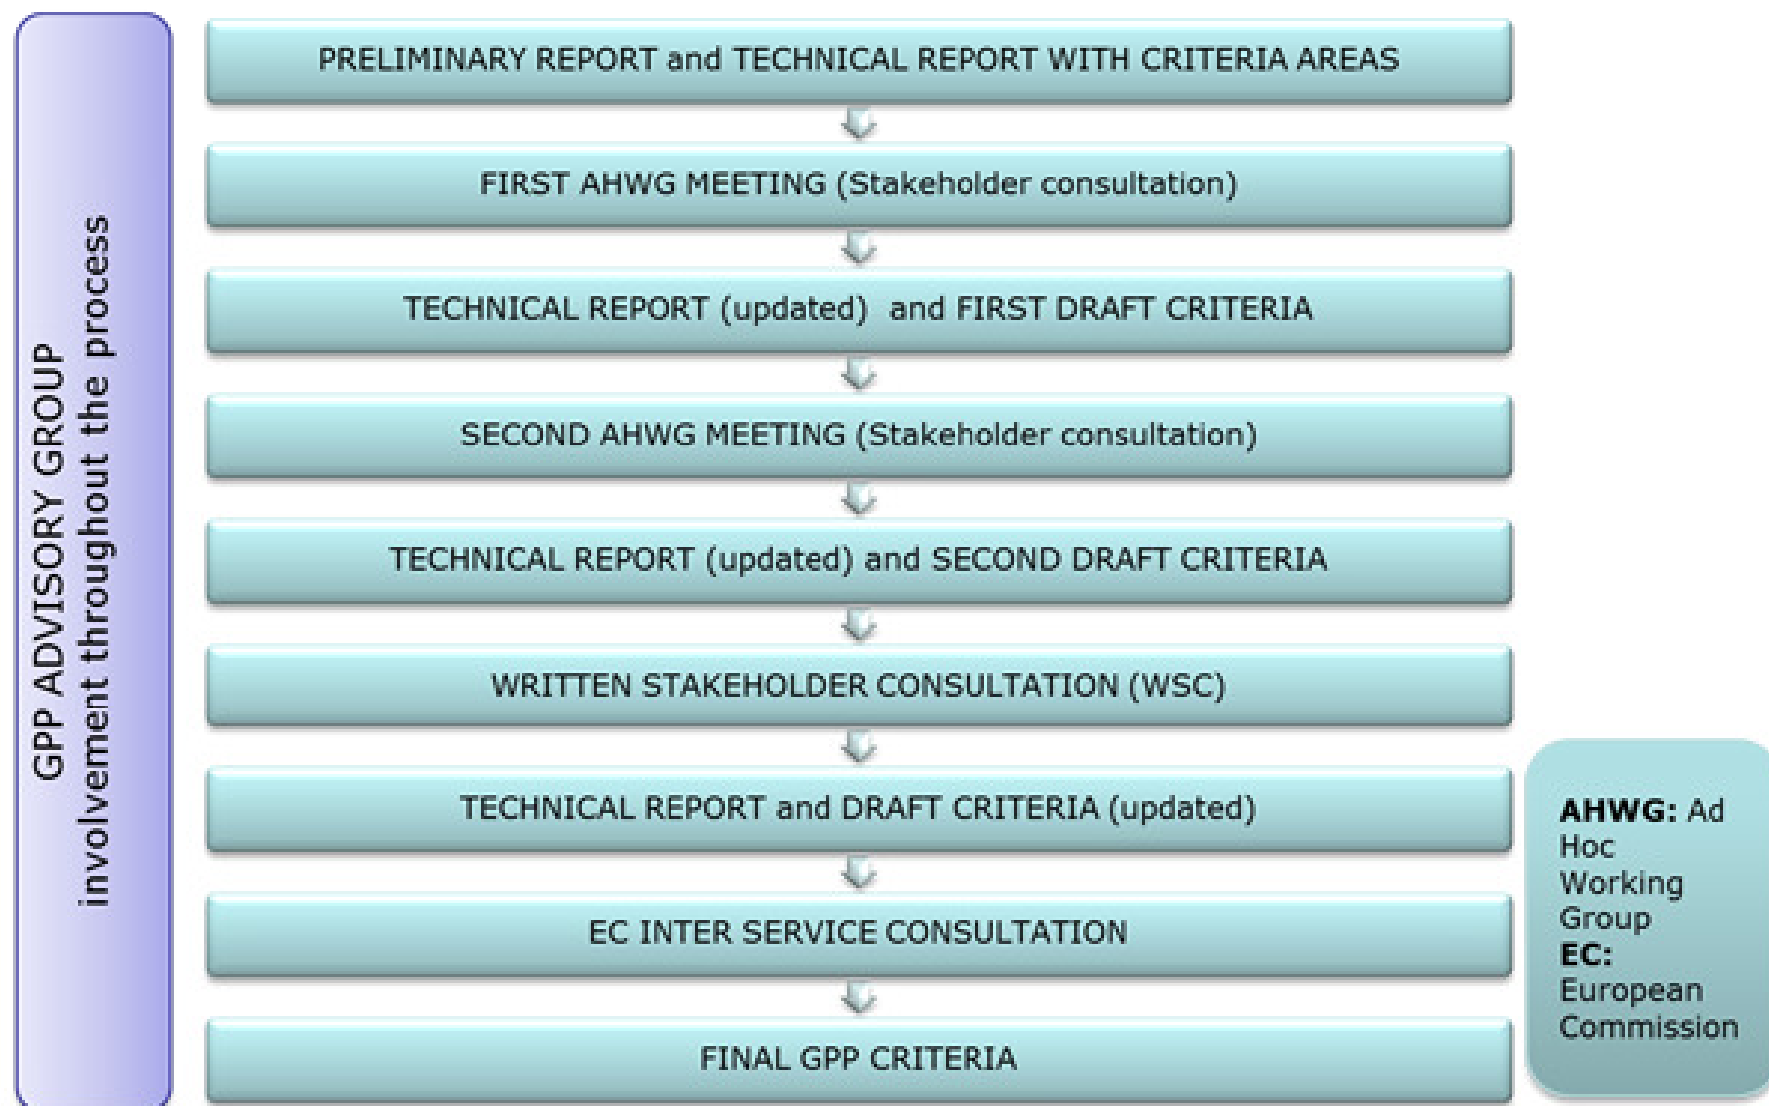 GPP ADVISORY GROUP
involvement throughout the process
PRELIMINARY REPORT and TECHNICAL REPORT WITH CRITERIA AREAS
FIRST AHWG MEETING (Stakeholder consultation)
TECHNICAL REPORT (updated) and FIRST DRAFT CRITERIA
SECOND AHWG MEETING (Stakeholder consultation)
TECHNICAL REPORT (updated) and SECOND DRAFT CRITERIA
WRITTEN STAKEHOLDER CONSULTATION (WSC)
TECHNICAL REPORT and DRAFT CRITERIA (updated)
EC INTER SERVICE CONSULTATION
FINAL GPP CRITERIA
AHWG: Ad
Hoc
Working
Group
EC:
European
Commission